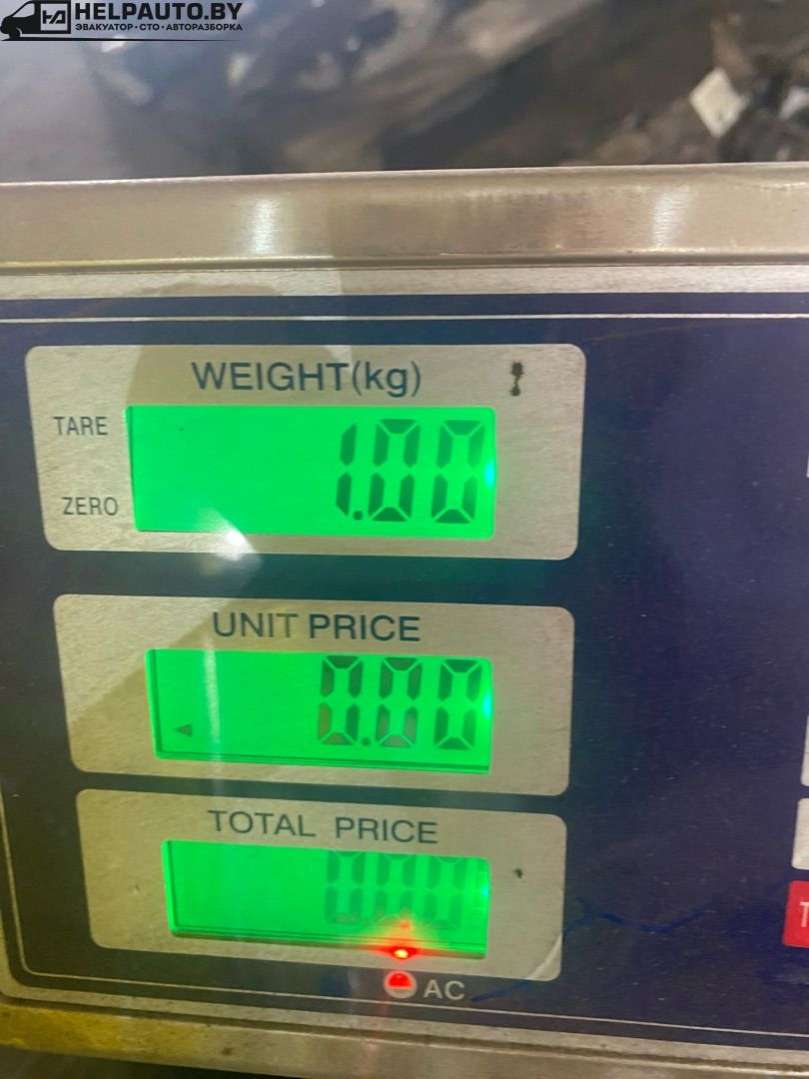 HELPAUTO.BY
ЭВАКУАТОР·СТО·АВТОРАЗБОРКА
WEIGHT(kg)
TARE
1.00
ZERO
UNIT PRICE
0.00
TOTAL PRICE
0.00
AC